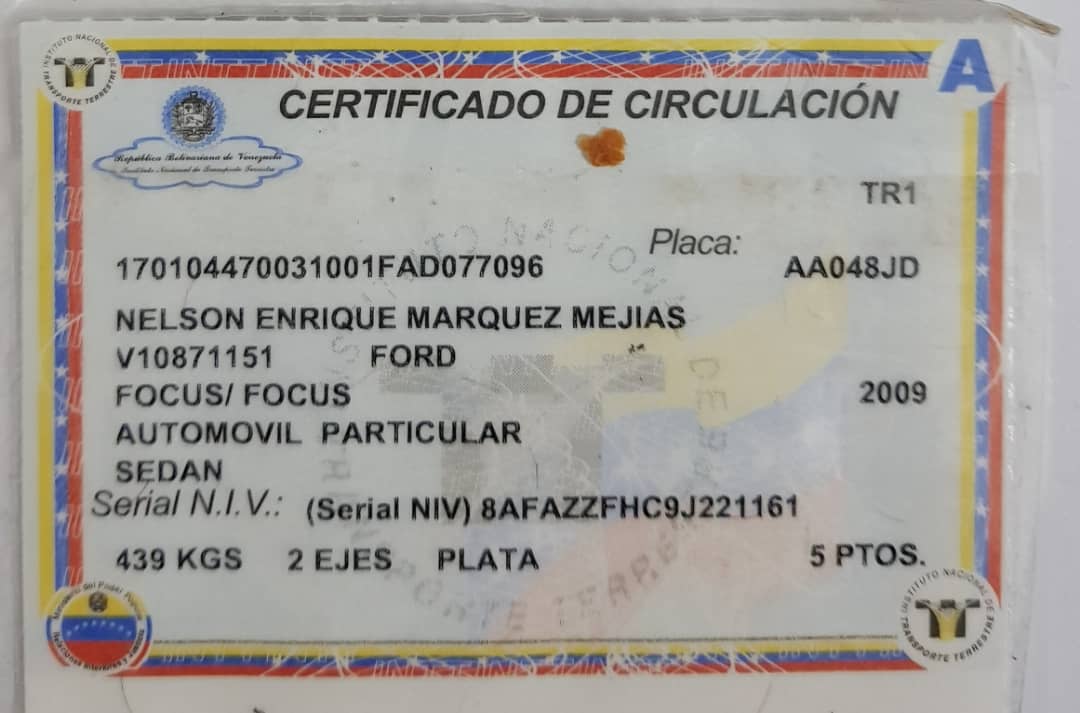 INSTITUTO NACIONAL DE TRANSPORTE TERRESTRE
A
CERTIFICADO DE CIRCULACIÓN
República Bolivariana de Venezuela
Instituto Nacional de Transporte Terrestre
TR1
Placa:
170104470031001FAD077096 AA048JD
NELSON ENRIQUE MARQUEZ MEJIAS
V10871151 FORD
FOCUS/ FOCUS 2009
AUTOMOVIL PARTICULAR
SEDAN
Serial N.I.V.: (Serial NIV) 8AFAZZFHC9J221161
439 KGS 2 EJES PLATA 5 PTOS.
INSTITUTO NACIONAL DE TRANSPORTE TERRESTRE